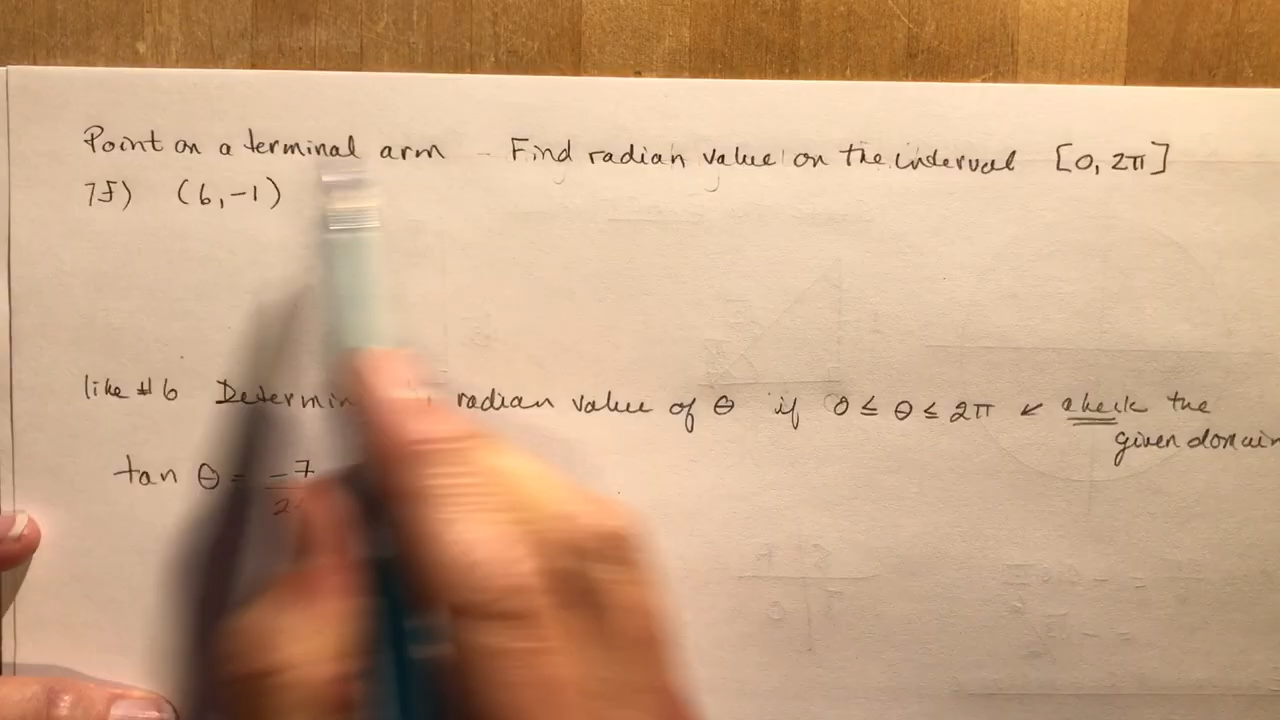 Point on a terminal arm - Find radian value on the interval [0, 2π]
7f) (6,-1)
like #6 radian value of θ if 0 ≤ θ ≤ 2π ↙ check the
given domain
tan θ = -7